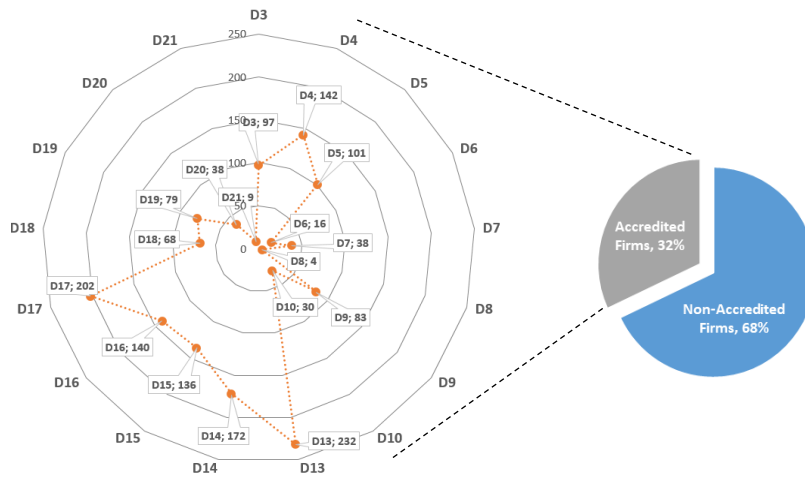 D3
D4
D5
D6
D7
D8
D9
D10
D13
D14
D15
D16
D17
D18
D19
D20
D21
250
200
150
100
50
0
D3; 97
D4; 142
D5; 101
D6; 16
D7; 38
D8; 4
D9; 83
D10; 30
D13; 232
D14; 172
D15; 136
D16; 140
D17; 202
D18; 68
D19; 79
D20; 38
D21; 9
Accredited
Firms, 32%
Non-Accredited
Firms, 68%